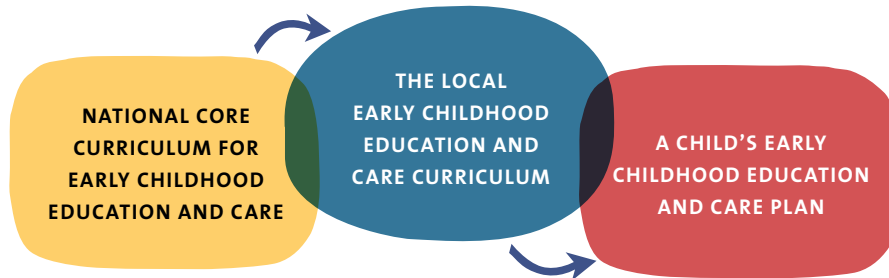 NATIONAL CORE
CURRICULUM FOR
EARLY CHILDHOOD
EDUCATION AND CARE
THE LOCAL
EARLY CHILDHOOD
EDUCATION AND
CARE CURRICULUM
A CHILD’S EARLY
CHILDHOOD EDUCATION
AND CARE PLAN